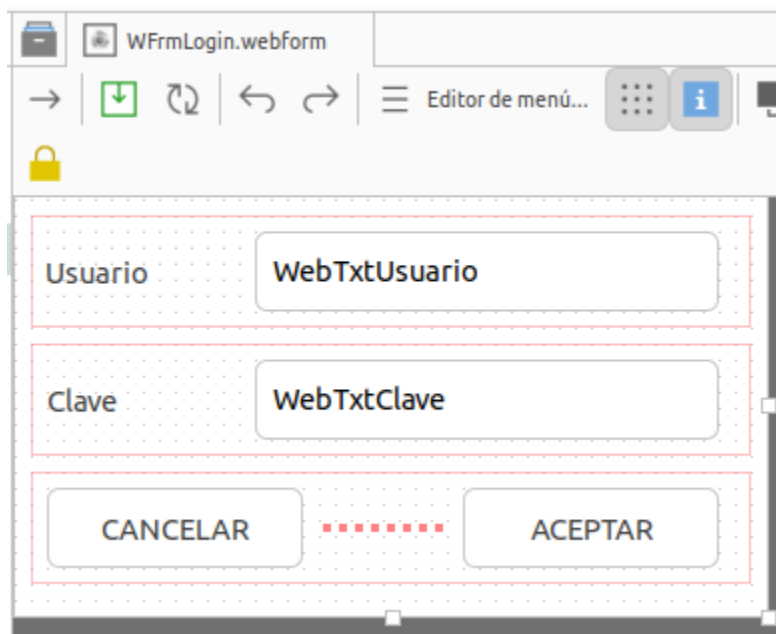 WFrmLogin.webform
Editor de menú...
Usuario WebTxtUsuario
Clave WebTxtClave
CANCELAR ACEPTAR